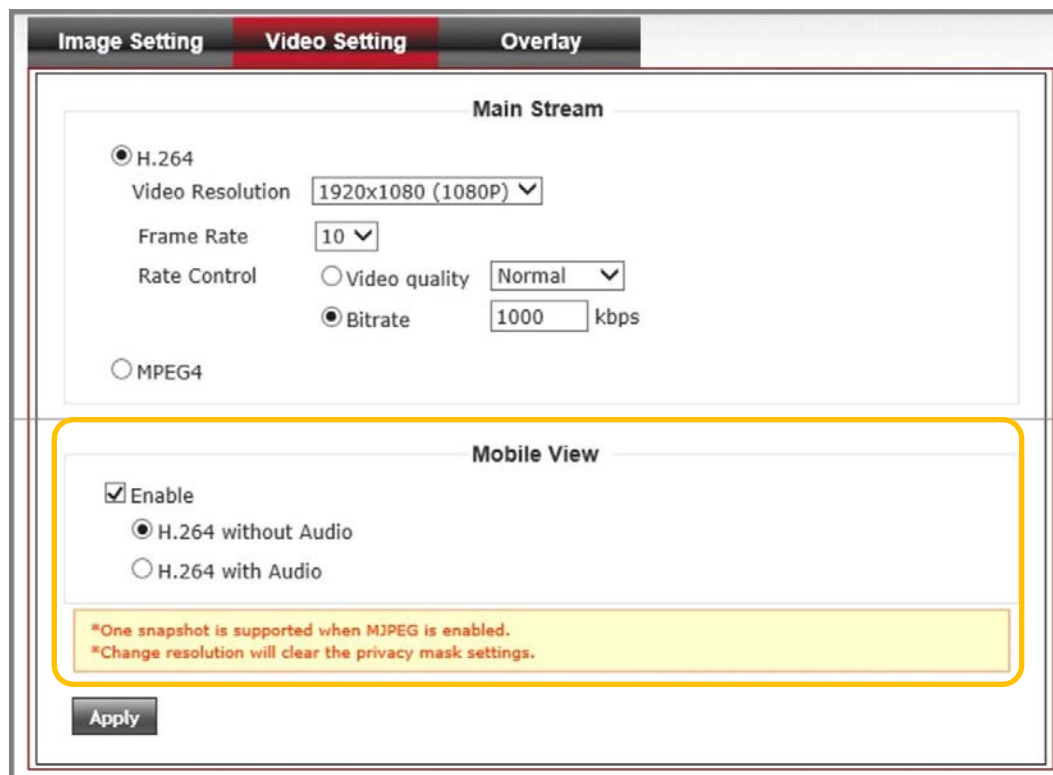 Image Setting Video Setting Overlay
Main Stream
H.264
Video Resolution 1920x1080 (1080P)
Frame Rate 10
Rate Control Video quality Normal
Bitrate 1000 kbps
MPEG4
Mobile View
Enable
H.264 without Audio
H.264 with Audio
*One snapshot is supported when MJPEG is enabled.
*Change resolution will clear the privacy mask settings.
Apply